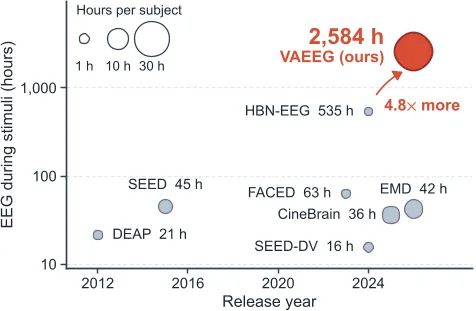 Hours per subject
1 h 10 h 30 h
2,584 h
VAEEG (ours)
4.8× more
HBN-EEG 535 h
SEED 45 h
FACED 63 h
EMD 42 h
CineBrain 36 h
DEAP 21 h
SEED-DV 16 h
EEG during stimuli (hours)
1,000
100
10
2012 2016 2020 2024
Release year